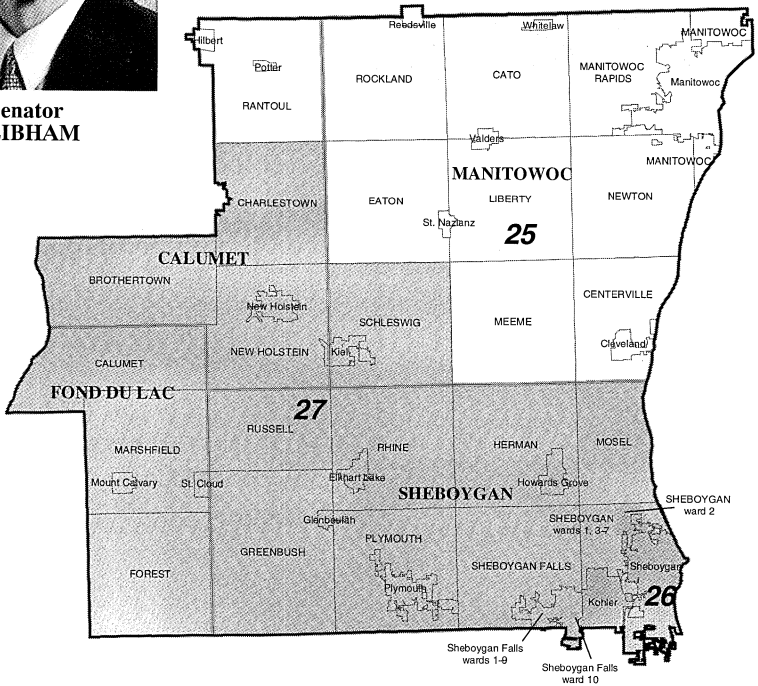 enator
LIBHAM
Hilbert
Potter
RANTOUL
Reedsville
ROCKLAND
Whitelaw
CATO
MANITOWOC
RAPIDS
MANITOWOC
Manitowoc
Valders
MANITOWOC
CHARLESTOWN
EATON
MANITOWOC
LIBERTY
NEWTON
St. Nazianz
25
CALUMET
BROTHERTOWN
New Holstein
NEW HOLSTEIN
SCHLESWIG
Kiel
MEEME
CENTERVILLE
Cleveland
CALUMET
FOND DU LAC
27
RUSSELL
RHINE
HERMAN
MOSEL
MARSHFIELD
Mount Calvary
St. Cloud
Elkhart Lake
Howards Grove
SHEBOYGAN
SHEBOYGAN
ward 2
Glenbeulah
SHEBOYGAN
wards 1, 3-7
GREENBUSH
PLYMOUTH
FOREST
SHEBOYGAN FALLS
Sheboygan
Plymouth
Kohler
26
Sheboygan Falls
wards 1-9
Sheboygan Falls
ward 10